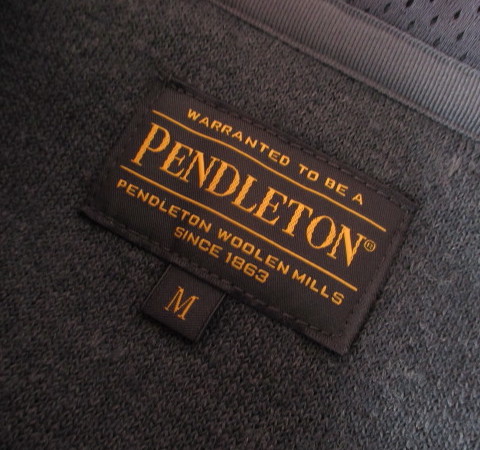 WARRANTED TO BE A
PENDLETON®
PENDLETON WOOLEN MILLS
SINCE 1863
M